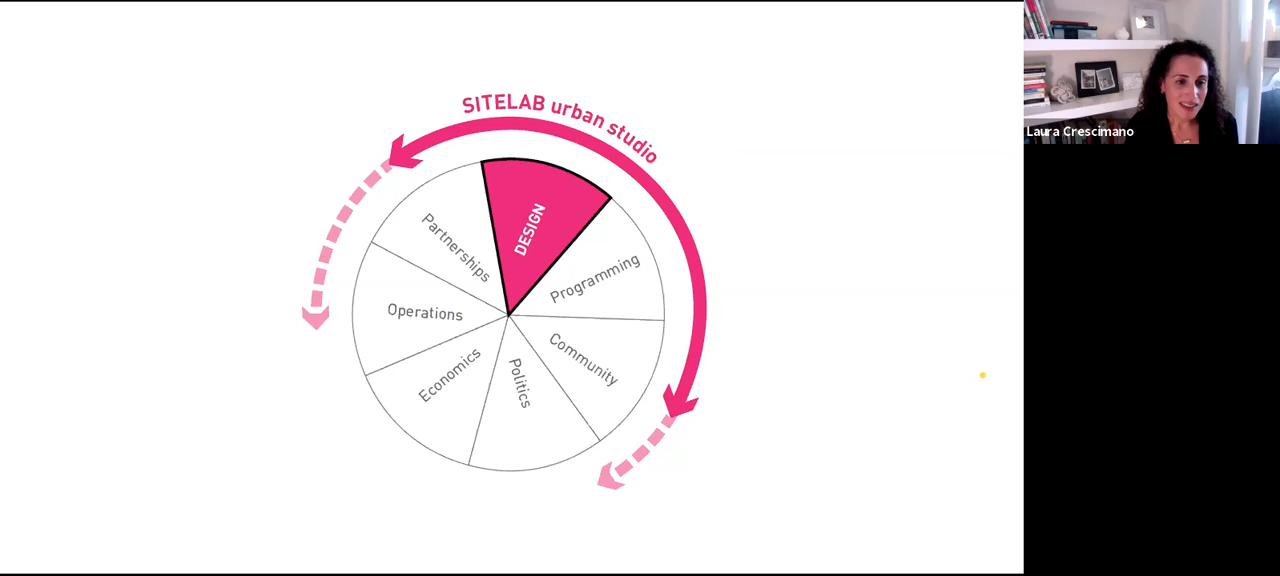 SITELAB urban studio
DESIGN
Programming
Community
Politics
Economics
Operations
Partnerships
Laura Crescimano